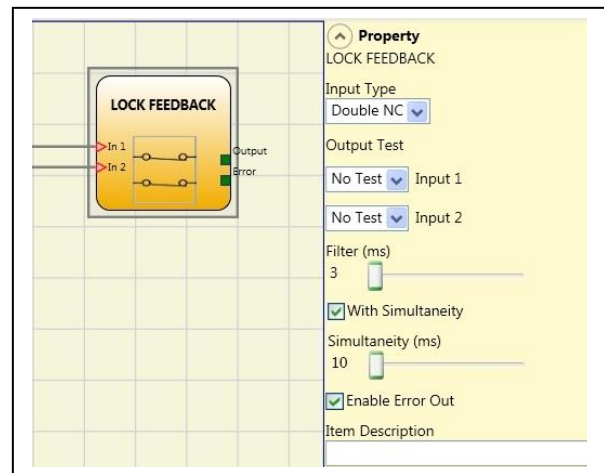 LOCK FEEDBACK
In 1
In 2
Output
Error
Property
LOCK FEEDBACK
Input Type
Double NC
Output Test
No Test Input 1
No Test Input 2
Filter (ms)
3
With Simultaneity
Simultaneity (ms)
10
Enable Error Out
Item Description